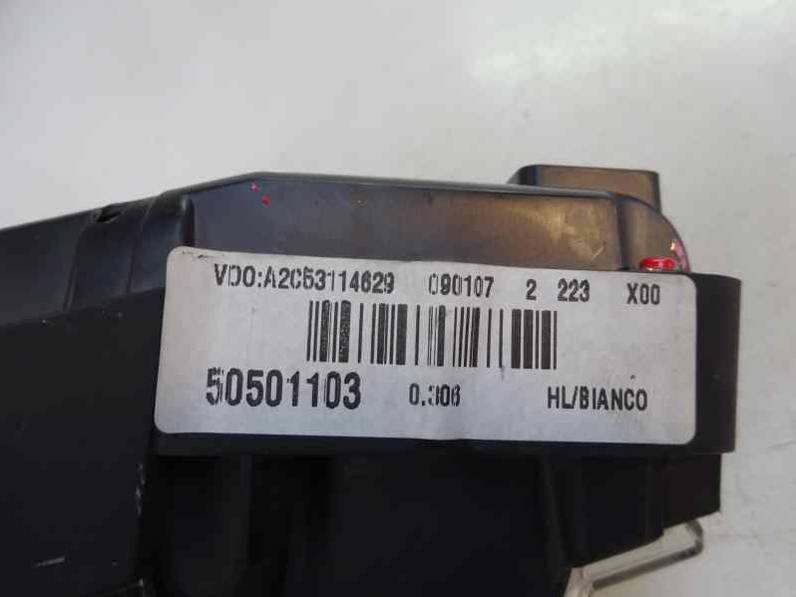 VDO:A2C53114629 090107 2 223 X00
50501103 0.306 HL/BIANCO